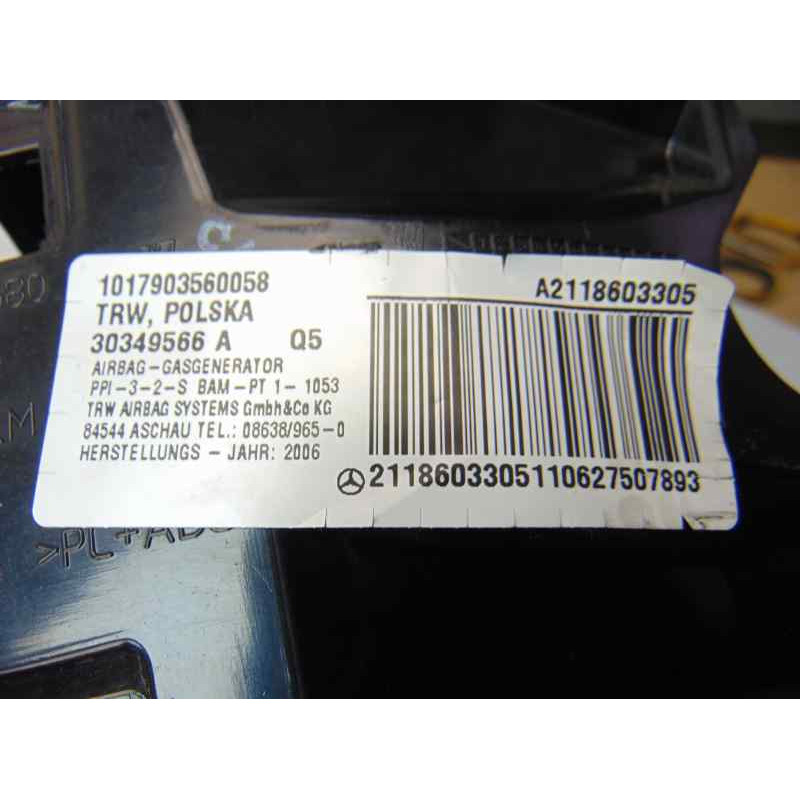 1017903560058
TRW, POLSKA
30349566 A Q5
AIRBAG-GASGENERATOR
PPI-3-2-S BAM-PT 1- 1053
TRW AIRBAG SYSTEMS GmbH&Co KG
84544 ASCHAU TEL.: 08638/965-0
HERSTELLUNGS - JAHR: 2006
A2118603305
2118603305110627507893